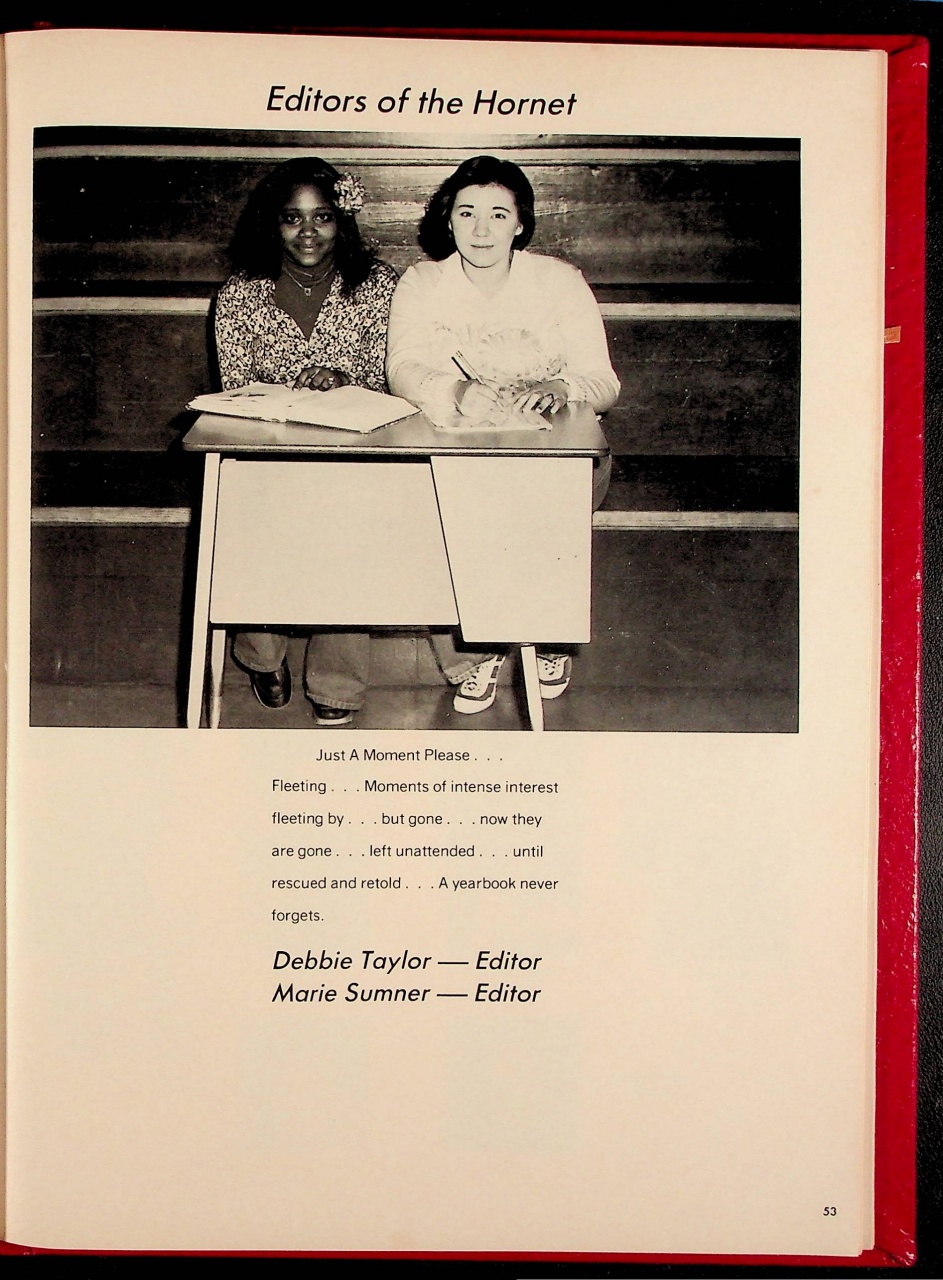 Editors of the Hornet
Just A Moment Please . . .
Fleeting . . . Moments of intense interest
fleeting by . . . but gone . . . now they
are gone . . . left unattended . . . until
rescued and retold . . . A yearbook never
forgets.
Debbie Taylor — Editor
Marie Sumner — Editor
53